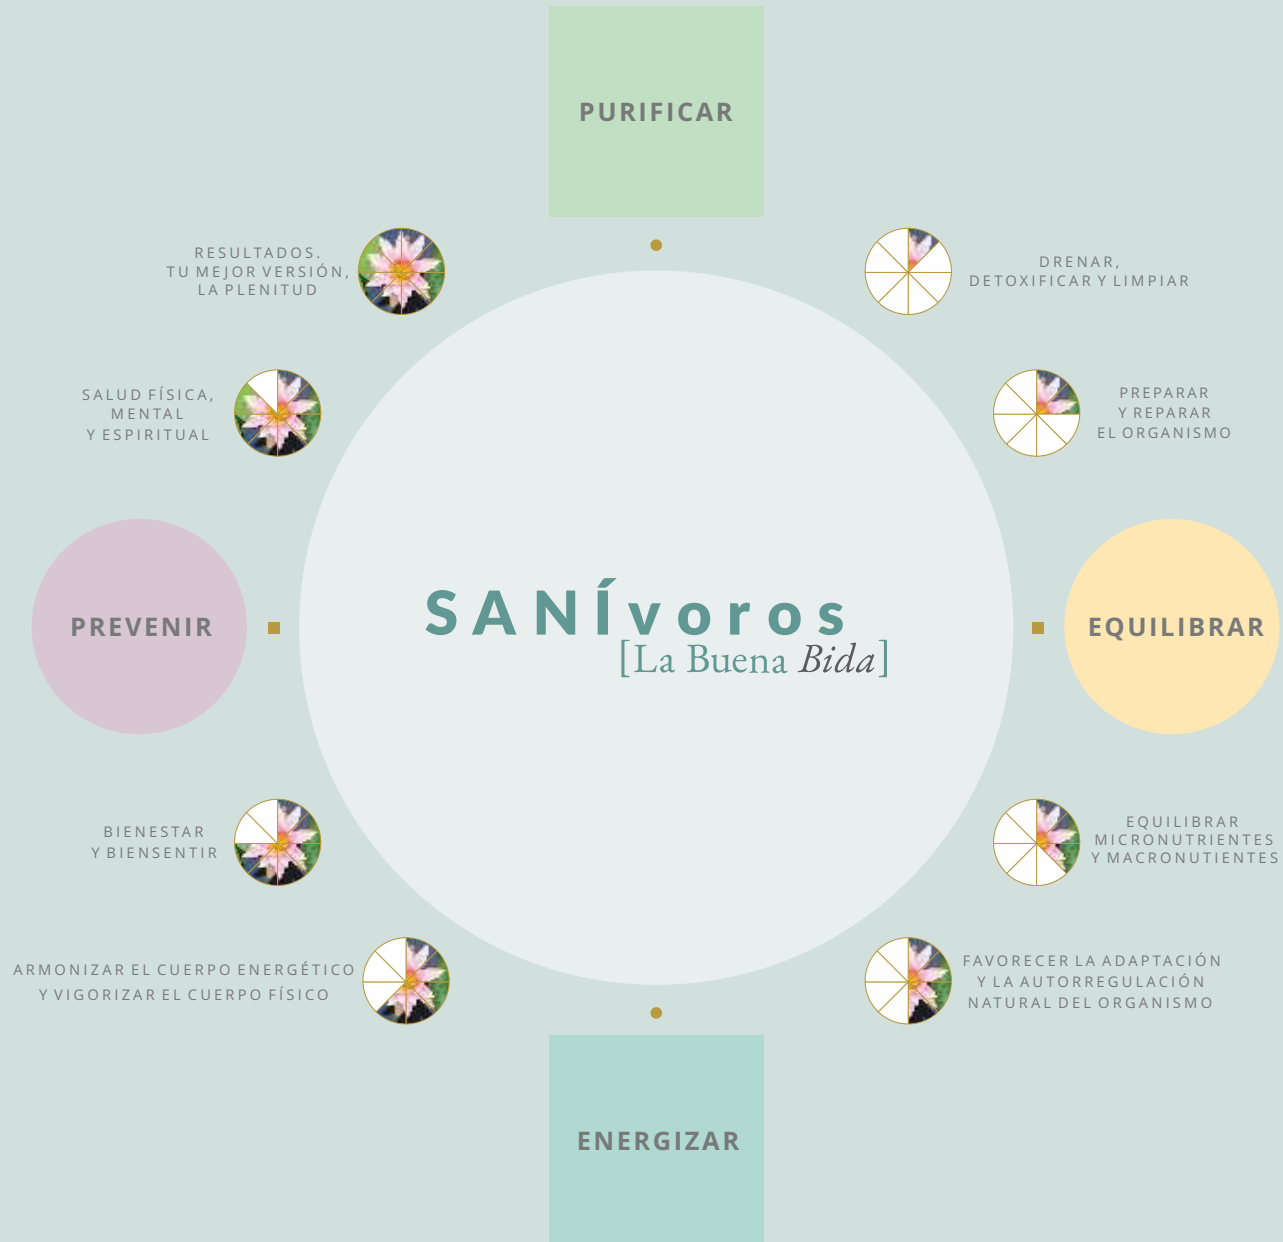 PURIFICAR
RESULTADOS.
TU MEJOR VERSIÓN,
LA PLENITUD
DRENAR,
DETOXIFICAR Y LIMPIAR
SALUD FÍSICA,
MENTAL
Y ESPIRITUAL
PREPARAR
Y REPARAR
EL ORGANISMO
PREVENIR
SANÍvoros
[La Buena Bida]
EQUILIBRAR
BIENESTAR
Y BIENSENTIR
EQUILIBRAR
MICRONUTRIENTES
Y MACRONUTIENTES
ARMONIZAR EL CUERPO ENERGÉTICO
Y VIGORIZAR EL CUERPO FÍSICO
FAVORECER LA ADAPTACIÓN
Y LA AUTORREGULACIÓN
NATURAL DEL ORGANISMO
ENERGIZAR